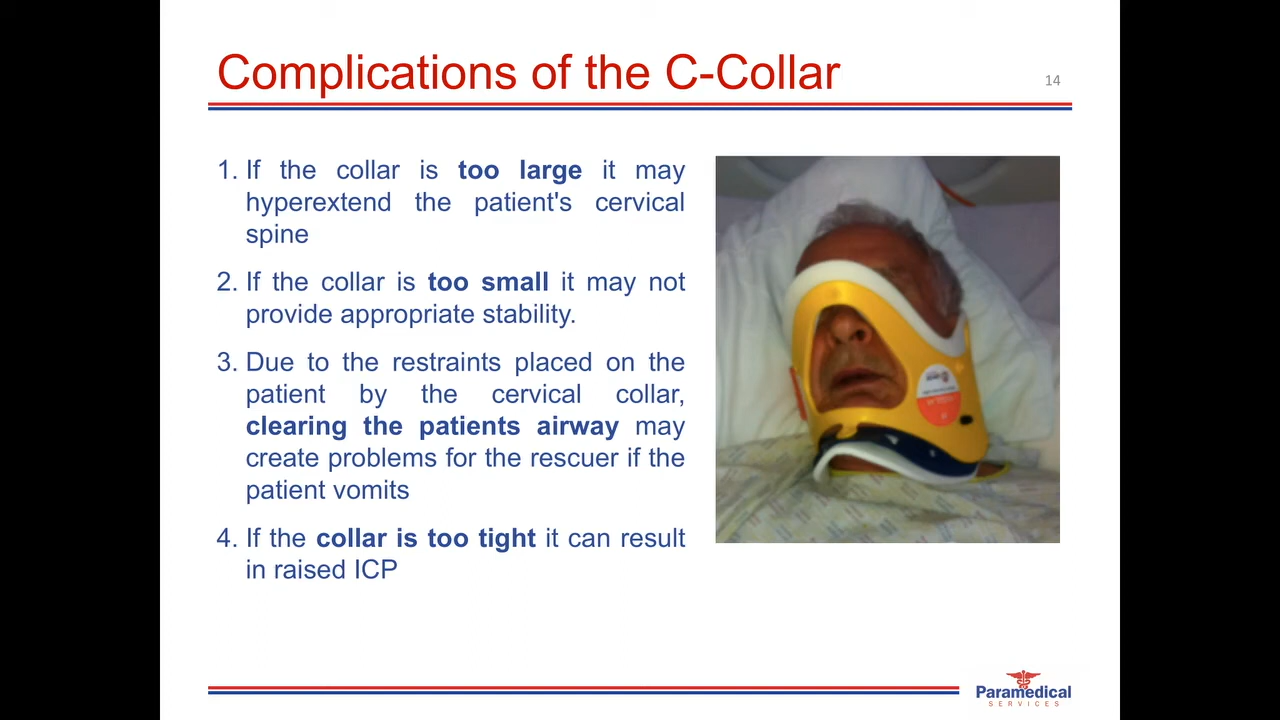 Complications of the C-Collar
14
1. If the collar is too large it may
hyperextend the patient's cervical
spine
2. If the collar is too small it may not
provide appropriate stability.
3. Due to the restraints placed on the
patient by the cervical collar,
clearing the patients airway may
create problems for the rescuer if the
patient vomits
4. If the collar is too tight it can result
in raised ICP
Paramedical
SERVICES